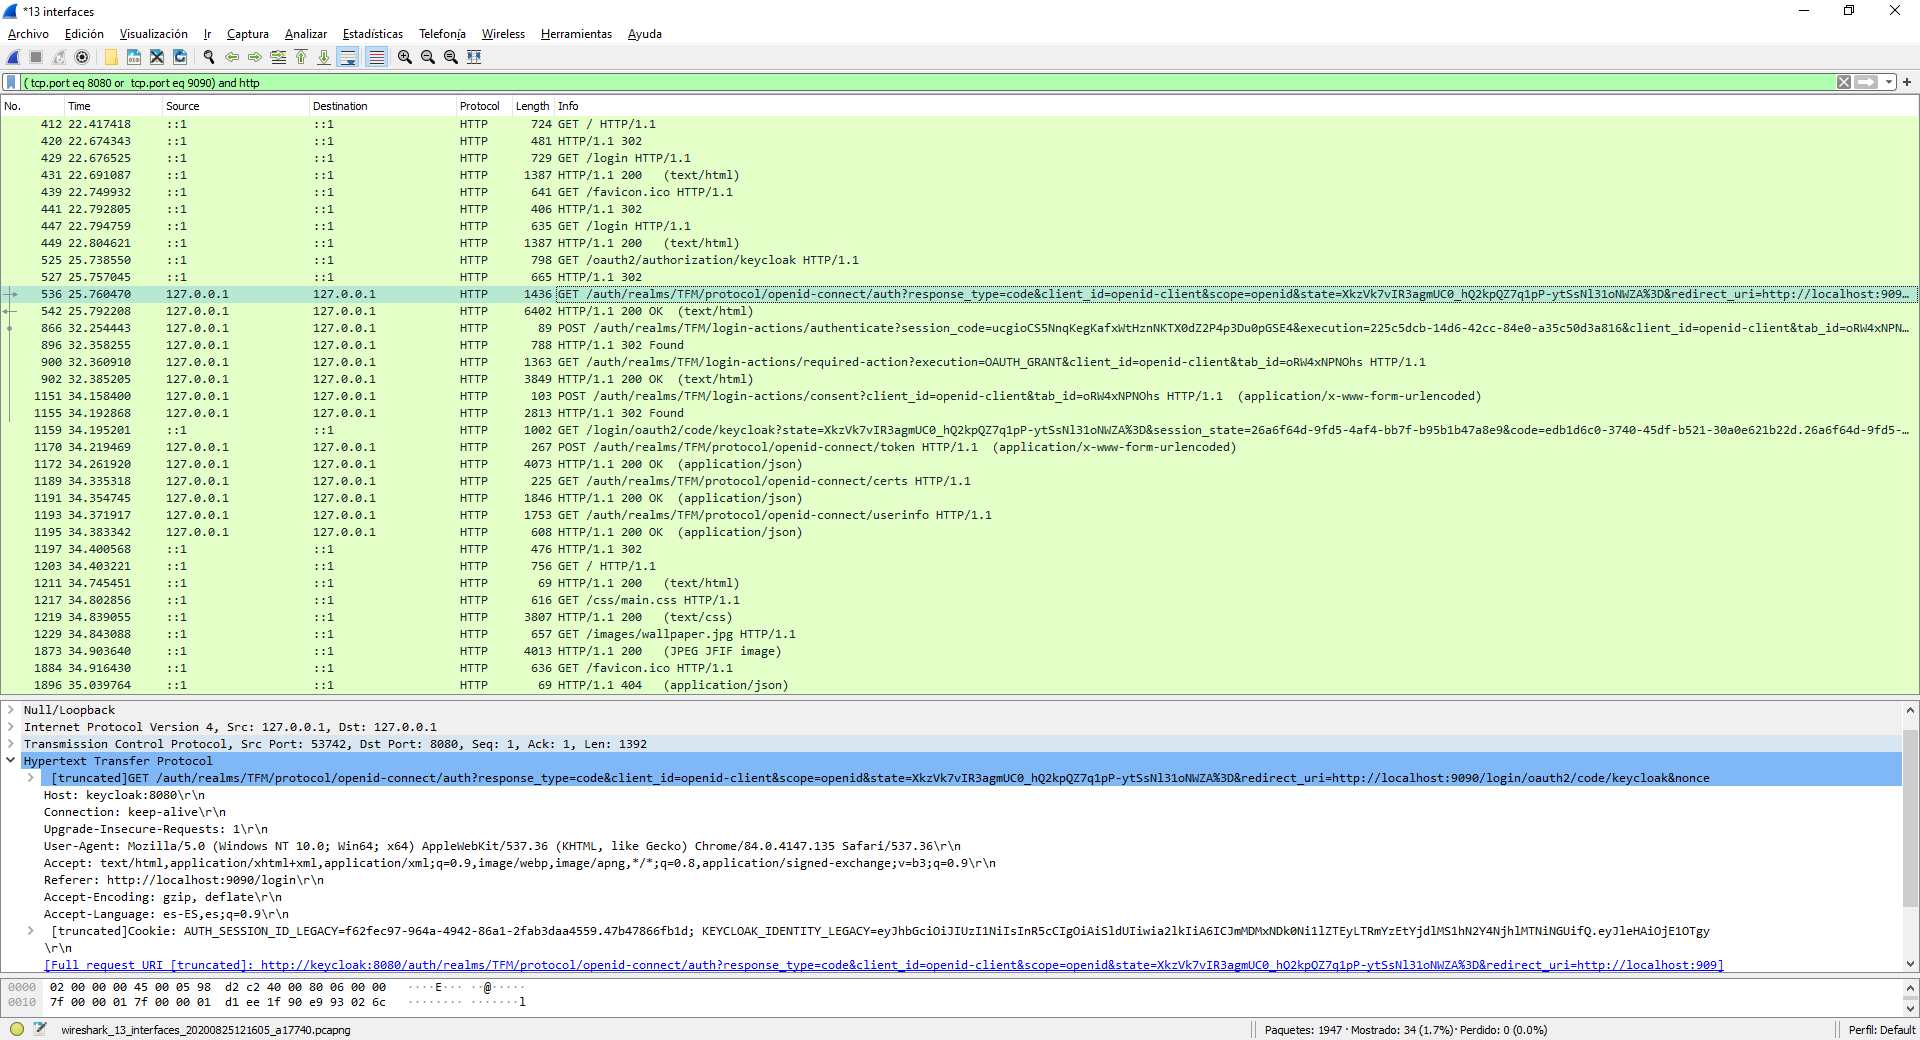 *13 interfaces
Archivo Edición Visualización Ir Captura Analizar Estadísticas Telefonía Wireless Herramientas Ayuda
( tcp.port eq 8080 or  tcp.port eq 9090) and http
No. Time Source Destination Protocol Length Info
412 22.417418 ::1 ::1 HTTP 724 GET / HTTP/1.1
420 22.674343 ::1 ::1 HTTP 481 HTTP/1.1 302
429 22.676525 ::1 ::1 HTTP 729 GET /login HTTP/1.1
431 22.691087 ::1 ::1 HTTP 1387 HTTP/1.1 200   (text/html)
439 22.749932 ::1 ::1 HTTP 641 GET /favicon.ico HTTP/1.1
441 22.792805 ::1 ::1 HTTP 406 HTTP/1.1 302
447 22.794759 ::1 ::1 HTTP 635 GET /login HTTP/1.1
449 22.804621 ::1 ::1 HTTP 1387 HTTP/1.1 200   (text/html)
525 25.738550 ::1 ::1 HTTP 798 GET /oauth2/authorization/keycloak HTTP/1.1
527 25.757045 ::1 ::1 HTTP 665 HTTP/1.1 302
536 25.760470 127.0.0.1 127.0.0.1 HTTP 1436 GET /auth/realms/TFM/protocol/openid-connect/auth?response_type=code&client_id=openid-client&scope=openid&state=XkzVk7vIR3agmUC0_hQ2kpQZ7q1pP-ytSsNl31oNWZA%3D&redirect_uri=http://localhost:909…
542 25.792208 127.0.0.1 127.0.0.1 HTTP 6402 HTTP/1.1 200 OK  (text/html)
866 32.254443 127.0.0.1 127.0.0.1 HTTP 89 POST /auth/realms/TFM/login-actions/authenticate?session_code=ucgioCS5NnqKegKafxWtHznNKTX0dZ2P4p3Du0pGSE4&execution=225c5dcb-14d6-42cc-84e0-a35c50d3a816&client_id=openid-client&tab_id=oRW4xNPN…
896 32.358255 127.0.0.1 127.0.0.1 HTTP 788 HTTP/1.1 302 Found
900 32.360910 127.0.0.1 127.0.0.1 HTTP 1363 GET /auth/realms/TFM/login-actions/required-action?execution=OAUTH_GRANT&client_id=openid-client&tab_id=oRW4xNPNOhs HTTP/1.1
902 32.385205 127.0.0.1 127.0.0.1 HTTP 3849 HTTP/1.1 200 OK  (text/html)
1151 34.158400 127.0.0.1 127.0.0.1 HTTP 103 POST /auth/realms/TFM/login-actions/consent?client_id=openid-client&tab_id=oRW4xNPNOhs HTTP/1.1  (application/x-www-form-urlencoded)
1155 34.192868 127.0.0.1 127.0.0.1 HTTP 2813 HTTP/1.1 302 Found
1159 34.195201 ::1 ::1 HTTP 1002 GET /login/oauth2/code/keycloak?state=XkzVk7vIR3agmUC0_hQ2kpQZ7q1pP-ytSsNl31oNWZA%3D&session_state=26a6f64d-9fd5-4af4-bb7f-b95b1b47a8e9&code=edb1d6c0-3740-45df-b521-30a0e621b22d.26a6f64d-9fd5-…
1170 34.219469 127.0.0.1 127.0.0.1 HTTP 267 POST /auth/realms/TFM/protocol/openid-connect/token HTTP/1.1  (application/x-www-form-urlencoded)
1172 34.261920 127.0.0.1 127.0.0.1 HTTP 4073 HTTP/1.1 200 OK  (application/json)
1189 34.335318 127.0.0.1 127.0.0.1 HTTP 225 GET /auth/realms/TFM/protocol/openid-connect/certs HTTP/1.1
1191 34.354745 127.0.0.1 127.0.0.1 HTTP 1846 HTTP/1.1 200 OK  (application/json)
1193 34.371917 127.0.0.1 127.0.0.1 HTTP 1753 GET /auth/realms/TFM/protocol/openid-connect/userinfo HTTP/1.1
1195 34.383342 127.0.0.1 127.0.0.1 HTTP 608 HTTP/1.1 200 OK  (application/json)
1197 34.400568 ::1 ::1 HTTP 476 HTTP/1.1 302
1203 34.403221 ::1 ::1 HTTP 756 GET / HTTP/1.1
1211 34.745451 ::1 ::1 HTTP 69 HTTP/1.1 200   (text/html)
1217 34.802856 ::1 ::1 HTTP 616 GET /css/main.css HTTP/1.1
1219 34.839055 ::1 ::1 HTTP 3807 HTTP/1.1 200   (text/css)
1229 34.843088 ::1 ::1 HTTP 657 GET /images/wallpaper.jpg HTTP/1.1
1873 34.903640 ::1 ::1 HTTP 4013 HTTP/1.1 200   (JPEG JFIF image)
1884 34.916430 ::1 ::1 HTTP 636 GET /favicon.ico HTTP/1.1
1896 35.039764 ::1 ::1 HTTP 69 HTTP/1.1 404   (application/json)
Null/Loopback
Internet Protocol Version 4, Src: 127.0.0.1, Dst: 127.0.0.1
Transmission Control Protocol, Src Port: 53742, Dst Port: 8080, Seq: 1, Ack: 1, Len: 1392
Hypertext Transfer Protocol
[truncated]GET /auth/realms/TFM/protocol/openid-connect/auth?response_type=code&client_id=openid-client&scope=openid&state=XkzVk7vIR3agmUC0_hQ2kpQZ7q1pP-ytSsNl31oNWZA%3D&redirect_uri=http://localhost:9090/login/oauth2/code/keycloak&nonce
Host: keycloak:8080\r\n
Connection: keep-alive\r\n
Upgrade-Insecure-Requests: 1\r\n
User-Agent: Mozilla/5.0 (Windows NT 10.0; Win64; x64) AppleWebKit/537.36 (KHTML, like Gecko) Chrome/84.0.4147.135 Safari/537.36\r\n
Accept: text/html,application/xhtml+xml,application/xml;q=0.9,image/webp,image/apng,*/*;q=0.8,application/signed-exchange;v=b3;q=0.9\r\n
Referer: http://localhost:9090/login\r\n
Accept-Encoding: gzip, deflate\r\n
Accept-Language: es-ES,es;q=0.9\r\n
[truncated]Cookie: AUTH_SESSION_ID_LEGACY=f62fec97-964a-4942-86a1-2fab3daa4559.47b47866fb1d; KEYCLOAK_IDENTITY_LEGACY=eyJhbGciOiJIUzI1NiIsInR5cCIgOiAiSldUIiwia2lkIiA6ICJmMDMxNDk0Ni1lZTEyLTRmYzEtYjdlMS1hN2Y4NjhlMTNiNGUifQ.eyJleHAiOjE1OTgy
\r\n
[Full request URI [truncated]: http://keycloak:8080/auth/realms/TFM/protocol/openid-connect/auth?response_type=code&client_id=openid-client&scope=openid&state=XkzVk7vIR3agmUC0_hQ2kpQZ7q1pP-ytSsNl31oNWZA%3D&redirect_uri=http://localhost:909]
0000 02 00 00 00 45 00 05 98  d2 c2 40 00 80 06 00 00 ····E··· ··@·····
0010 7f 00 00 01 7f 00 00 01  d1 ee 1f 90 e9 93 02 6c ········ ·······l
wireshark_13_interfaces_20200825121605_a17740.pcapng Paquetes: 1947 · Mostrado: 34 (1.7%) · Perdido: 0 (0.0%) Perfil: Default